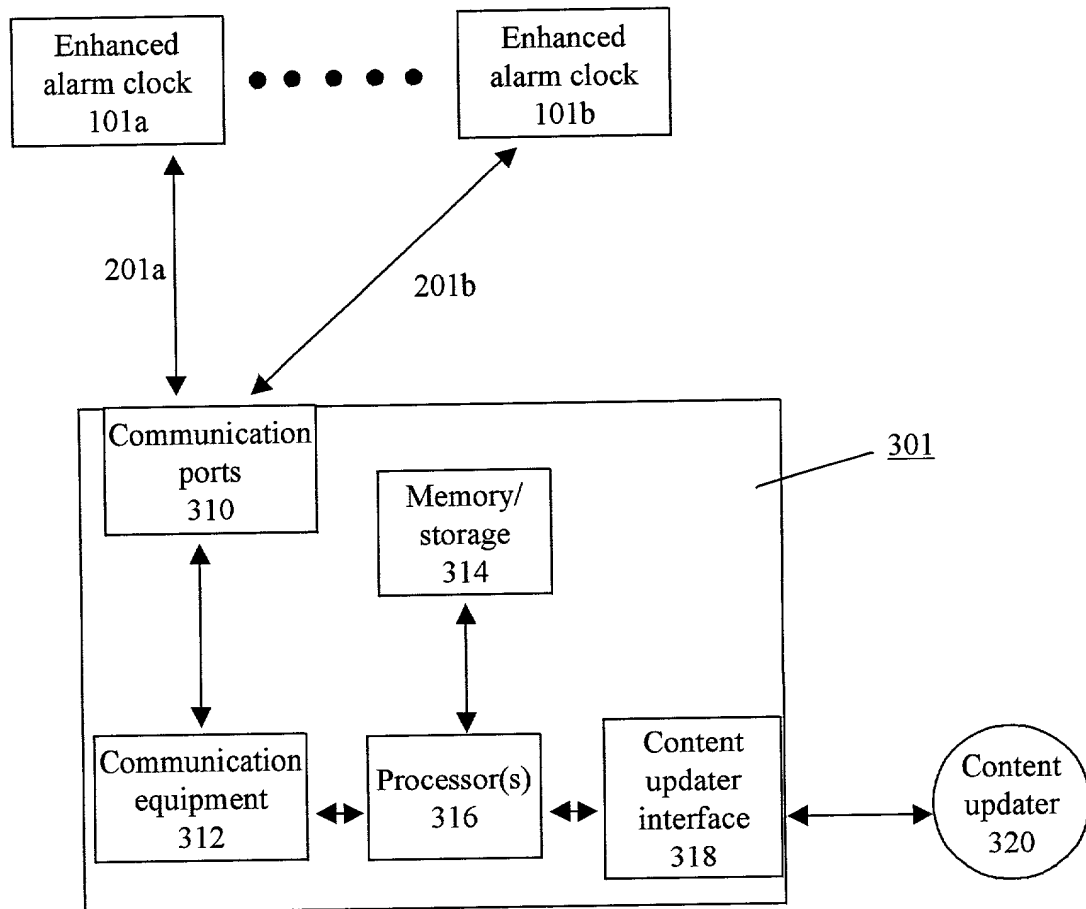 Enhanced
alarm clock
101a
Enhanced
alarm clock
101b
201a
201b
301
Communication
ports
310
Memory/
storage
314
Communication
equipment
312
Processor(s)
316
Content
updater
interface
318
Content
updater
320